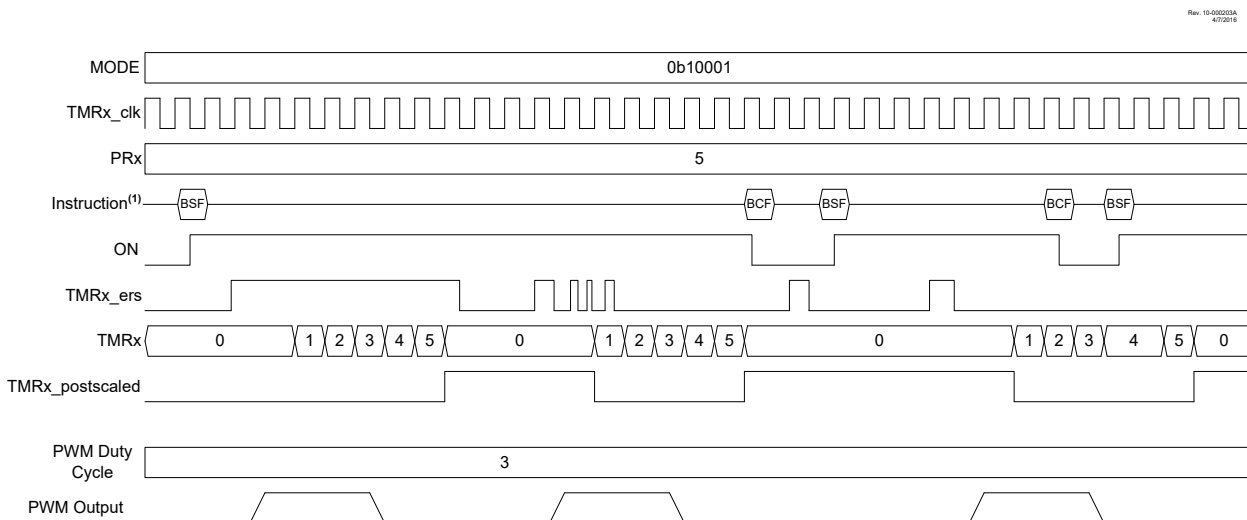 Rev. 10-000203A
4/7/2016
MODE 0b10001
TMRx_clk
PRx 5
Instruction(1) BSF BCF BSF BCF BSF
ON
TMRx_ers
TMRx 0 1 2 3 4 5 0 1 2 3 4 5 0 1 2 3 4 5 0
TMRx_postscaled
PWM Duty
Cycle 3
PWM Output